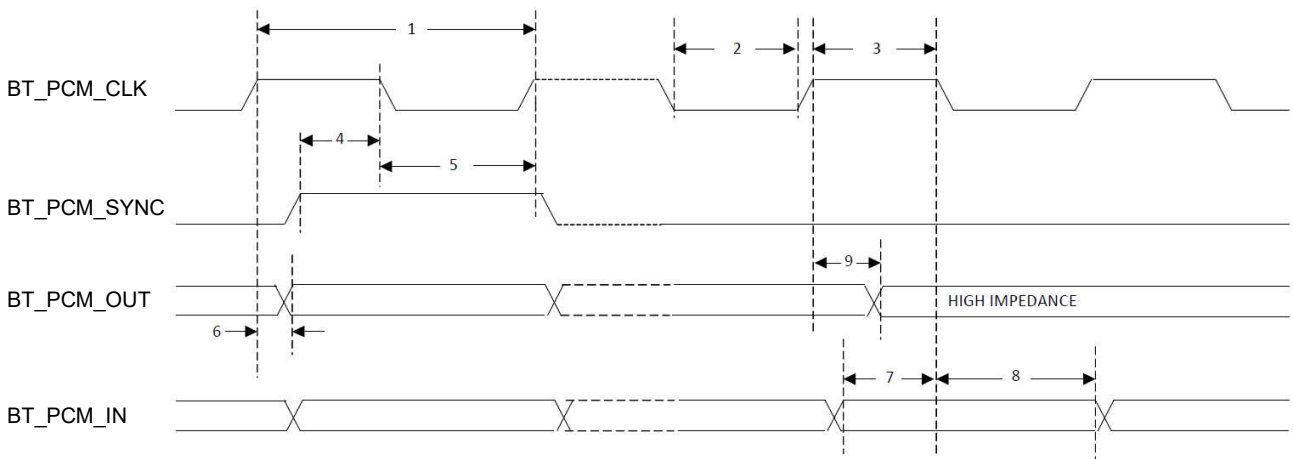 1
2
3
BT_PCM_CLK
4
5
BT_PCM_SYNC
9
BT_PCM_OUT
HIGH IMPEDANCE
6
7
8
BT_PCM_IN